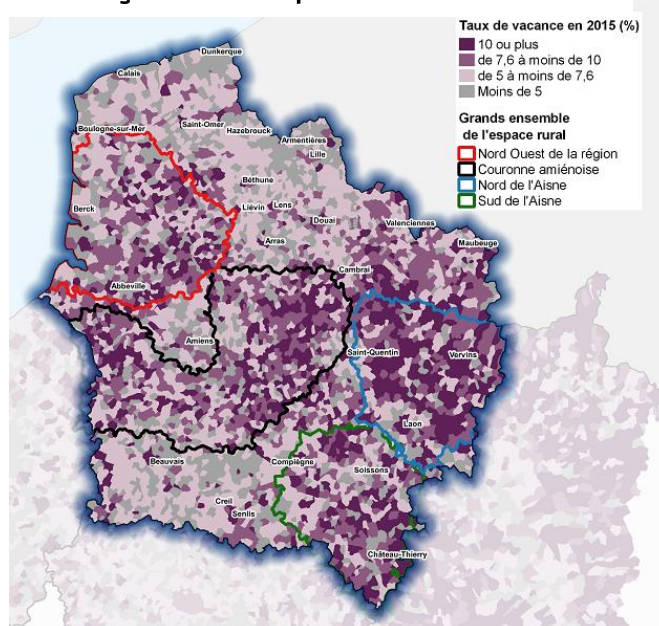 Taux de vacance en 2015 (%)
10 ou plus
de 7,6 à moins de 10
de 5 à moins de 7,6
Moins de 5
Grands ensemble
de l'espace rural
Nord Ouest de la région
Couronne amiénoise
Nord de l'Aisne
Sud de l'Aisne
Dunkerque
Calais
Boulogne-sur-Mer
Saint-Omer
Hazebrouck
Armentières
Lille
Béthune
Berck
Liévin
Lens
Douai
Valenciennes
Arras
Maubeuge
Cambrai
Abbeville
Amiens
Saint-Quentin
Vervins
Laon
Beauvais
Compiègne
Soissons
Creil
Senlis
Château-Thierry